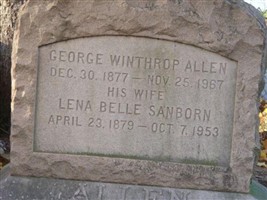 GEORGE WINTHROP ALLEN
DEC. 30. 1877 — NOV. 25. 1967
HIS WIFE
LENA BELLE SANBORN
APRIL 23. 1879 — OCT. 7. 1953
ALLEN